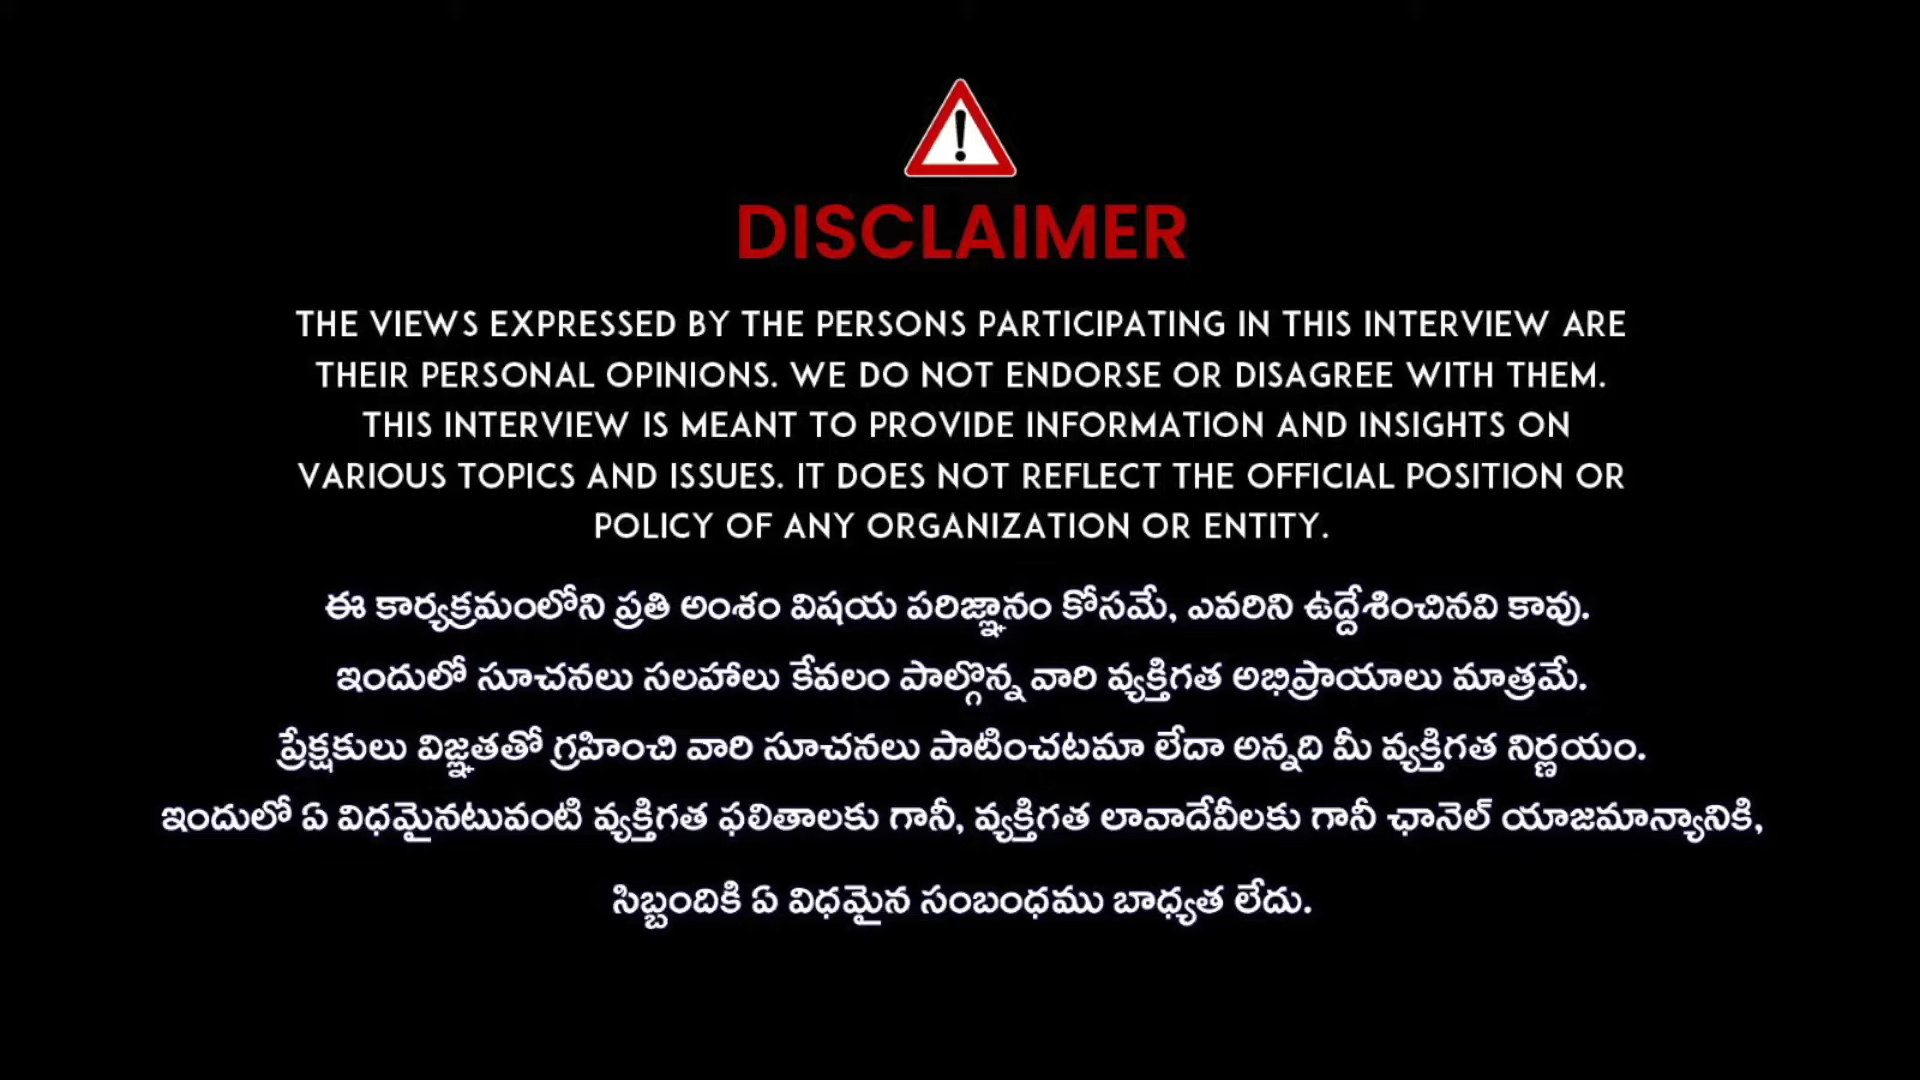 DISCLAIMER
THE VIEWS EXPRESSED BY THE PERSONS PARTICIPATING IN THIS INTERVIEW ARE
THEIR PERSONAL OPINIONS. WE DO NOT ENDORSE OR DISAGREE WITH THEM.
THIS INTERVIEW IS MEANT TO PROVIDE INFORMATION AND INSIGHTS ON
VARIOUS TOPICS AND ISSUES. IT DOES NOT REFLECT THE OFFICIAL POSITION OR
POLICY OF ANY ORGANIZATION OR ENTITY.
ఈ కార్యక్రమంలోని ప్రతి అంశం విషయ పరిజ్ఞానం కోసమే, ఎవరిని ఉద్దేశించినవి కావు.
ఇందులో సూచనలు సలహాలు కేవలం పాల్గొన్న వారి వ్యక్తిగత అభిప్రాయాలు మాత్రమే.
ప్రేక్షకులు విజ్ఞతతో గ్రహించి వారి సూచనలు పాటించటమా లేదా అన్నది మీ వ్యక్తిగత నిర్ణయం.
ఇందులో ఏ విధమైనటువంటి వ్యక్తిగత ఫలితాలకు గానీ, వ్యక్తిగత లావాదేవీలకు గానీ ఛానెల్ యాజమాన్యానికి,
సిబ్బందికి ఏ విధమైన సంబంధము బాధ్యత లేదు.